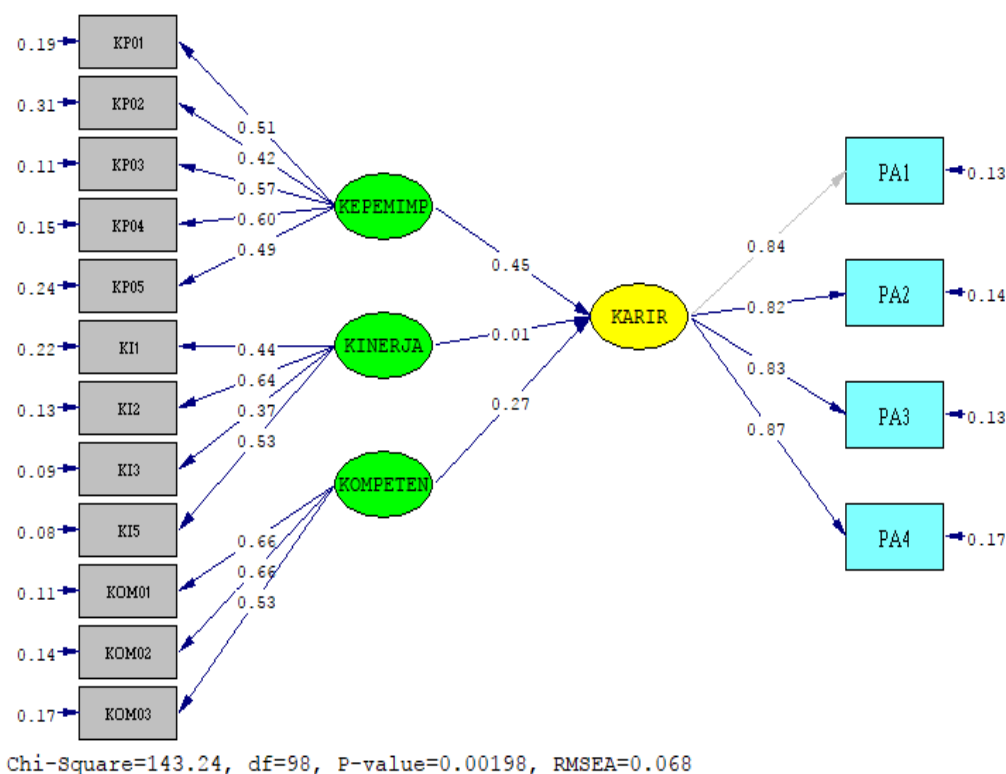 0.19 KP01
0.31 KP02
0.11 KP03
0.15 KP04
0.24 KP05
0.22 KI1
0.13 KI2
0.09 KI3
0.08 KI5
0.11 KOM01
0.14 KOM02
0.17 KOM03
0.51
0.42
0.57
0.60
0.49
0.44
0.64
0.37
0.53
0.66
0.66
0.53
KEPEMIMP
KINERJA
KOMPETEN
0.45
0.01
0.27
KARIR
0.84
0.82
0.83
0.87
PA1 0.13
PA2 0.14
PA3 0.13
PA4 0.17
Chi-Square=143.24, df=98, P-value=0.00198, RMSEA=0.068